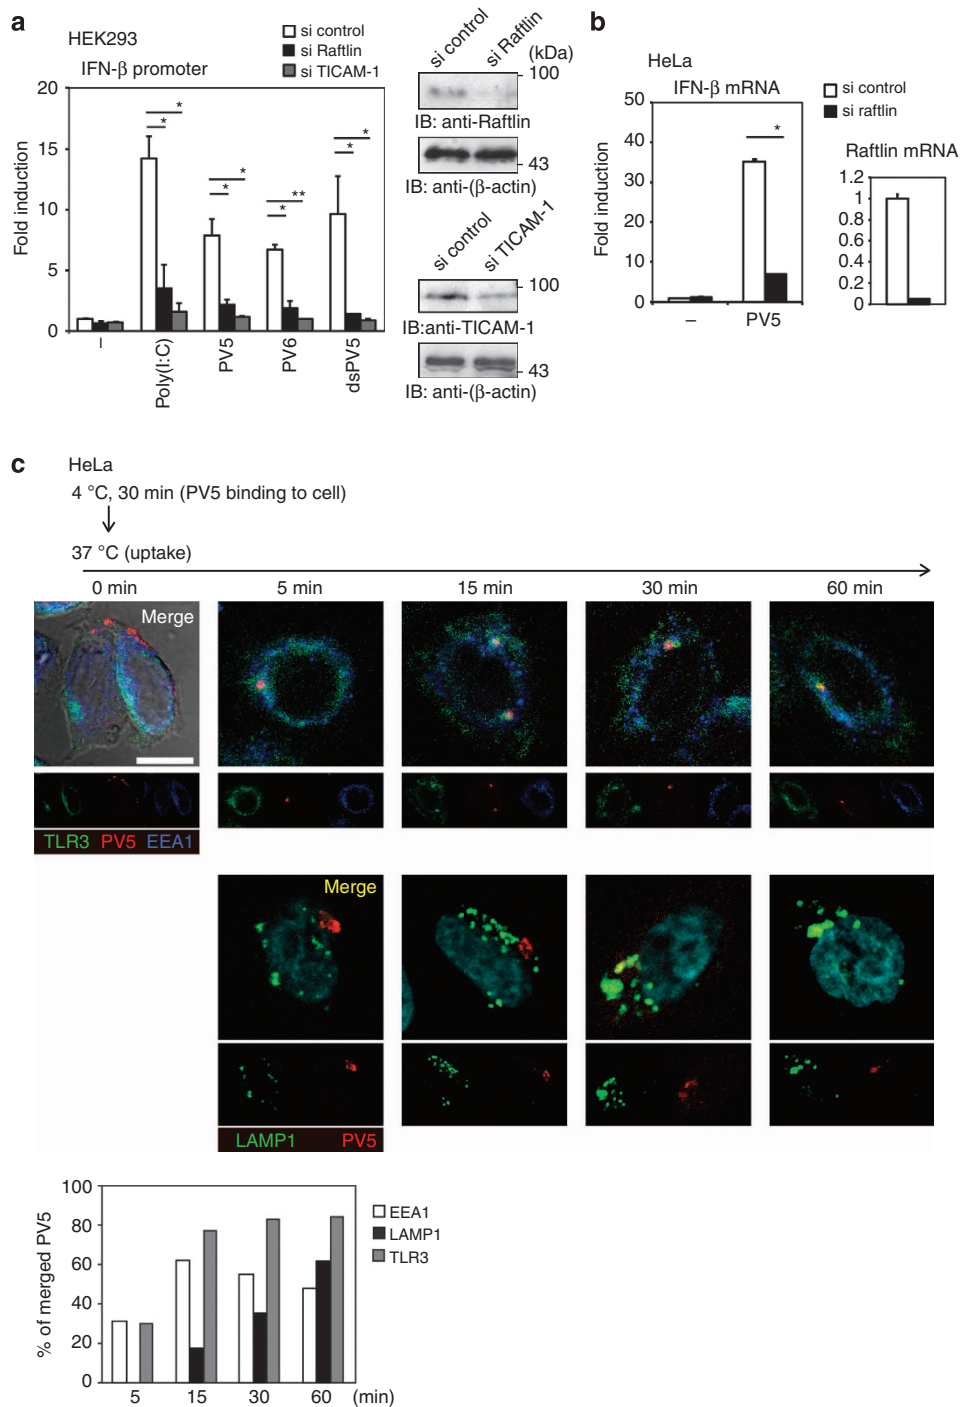 a
HEK293
IFN-β promoter
si control
si Raftlin
si TICAM-1
Fold induction
20
15
10
5
0
* *
* *
* **
* *
–
Poly(I:C)
PV5
PV6
dsPV5
si control
si Raftlin
(kDa)
100
IB: anti-Raftlin
43
IB: anti-(β-actin)
si control
si TICAM-1
100
IB:anti-TICAM-1
43
IB: anti-(β-actin)
b
HeLa
IFN-β mRNA
si control
si raftlin
Fold induction
50
40
30
20
10
0
*
–
PV5
Raftlin mRNA
1.2
1
0.8
0.6
0.4
0.2
0
c
HeLa
4 °C, 30 min (PV5 binding to cell)
37 °C (uptake)
0 min
5 min
15 min
30 min
60 min
Merge
TLR3 PV5 EEA1
Merge
LAMP1 PV5
% of merged PV5
100
80
60
40
20
0
5
15
30
60
(min)
EEA1
LAMP1
TLR3